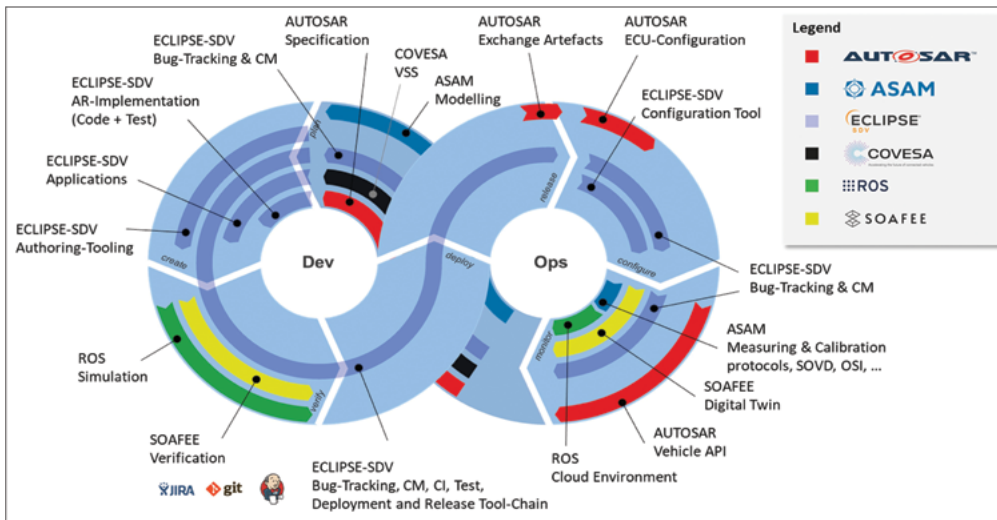 AUTOSAR
Specification
ECLIPSE-SDV
Bug-Tracking & CM
COVESA
VSS
ASAM
Modelling
ECLIPSE-SDV
AR-Implementation
(Code + Test)
ECLIPSE-SDV
Applications
ECLIPSE-SDV
Authoring-Tooling
AUTOSAR
Exchange Artefacts
AUTOSAR
ECU-Configuration
ECLIPSE-SDV
Configuration Tool
Legend
AUTOSAR™
ASAM
ECLIPSE
SDV
COVESA
ROS
SOAFEE
plan
create
Dev
verify
deploy
release
Ops
configure
monitor
ECLIPSE-SDV
Bug-Tracking & CM
ASAM
Measuring & Calibration
protocols, SOVD, OSI, ...
SOAFEE
Digital Twin
AUTOSAR
Vehicle API
ROS
Cloud Environment
ROS
Simulation
SOAFEE
Verification
JIRA
git
ECLIPSE-SDV
Bug-Tracking, CM, CI, Test,
Deployment and Release Tool-Chain